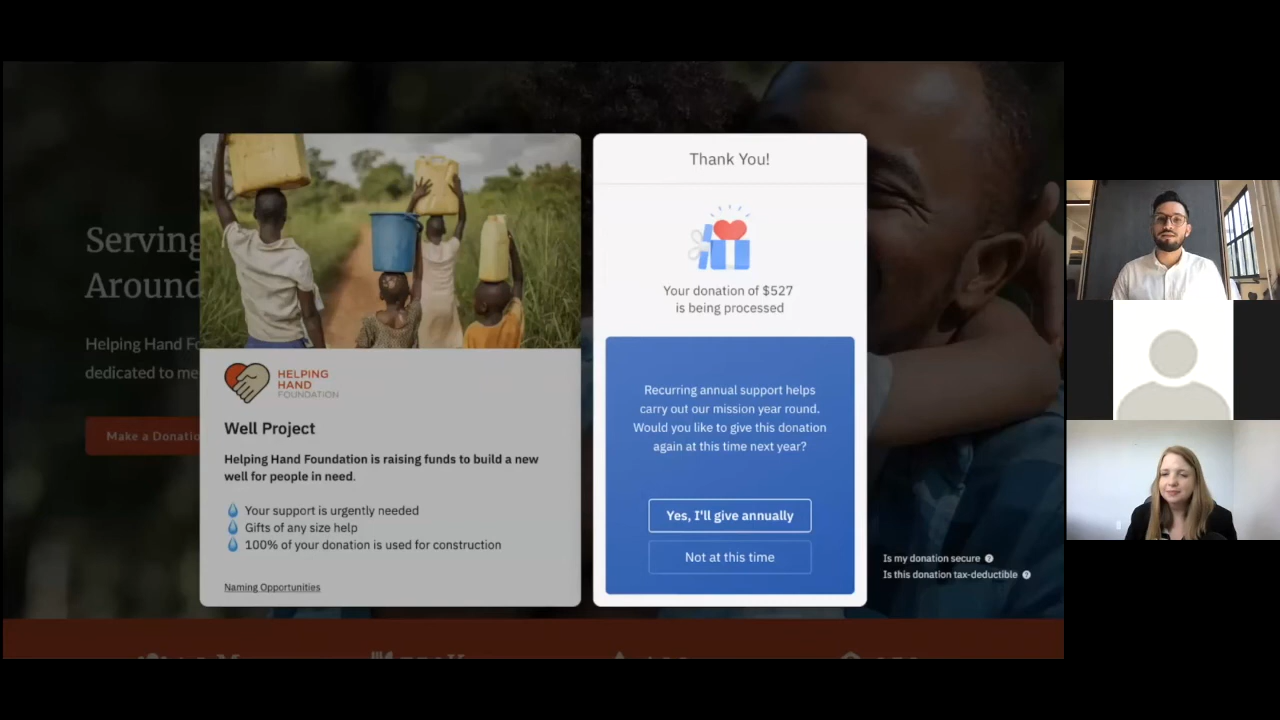 Serving
Around
Helping Hand Fo
dedicated to me
Make a Donatio
HELPING
HAND
FOUNDATION
Well Project
Helping Hand Foundation is raising funds to build a new
well for people in need.
Your support is urgently needed
Gifts of any size help
100% of your donation is used for construction
Naming Opportunities
Thank You!
Your donation of $527
is being processed
Recurring annual support helps
carry out our mission year round.
Would you like to give this donation
again at this time next year?
Yes, I'll give annually
Not at this time
Is my donation secure ?
Is this donation tax-deductible ?